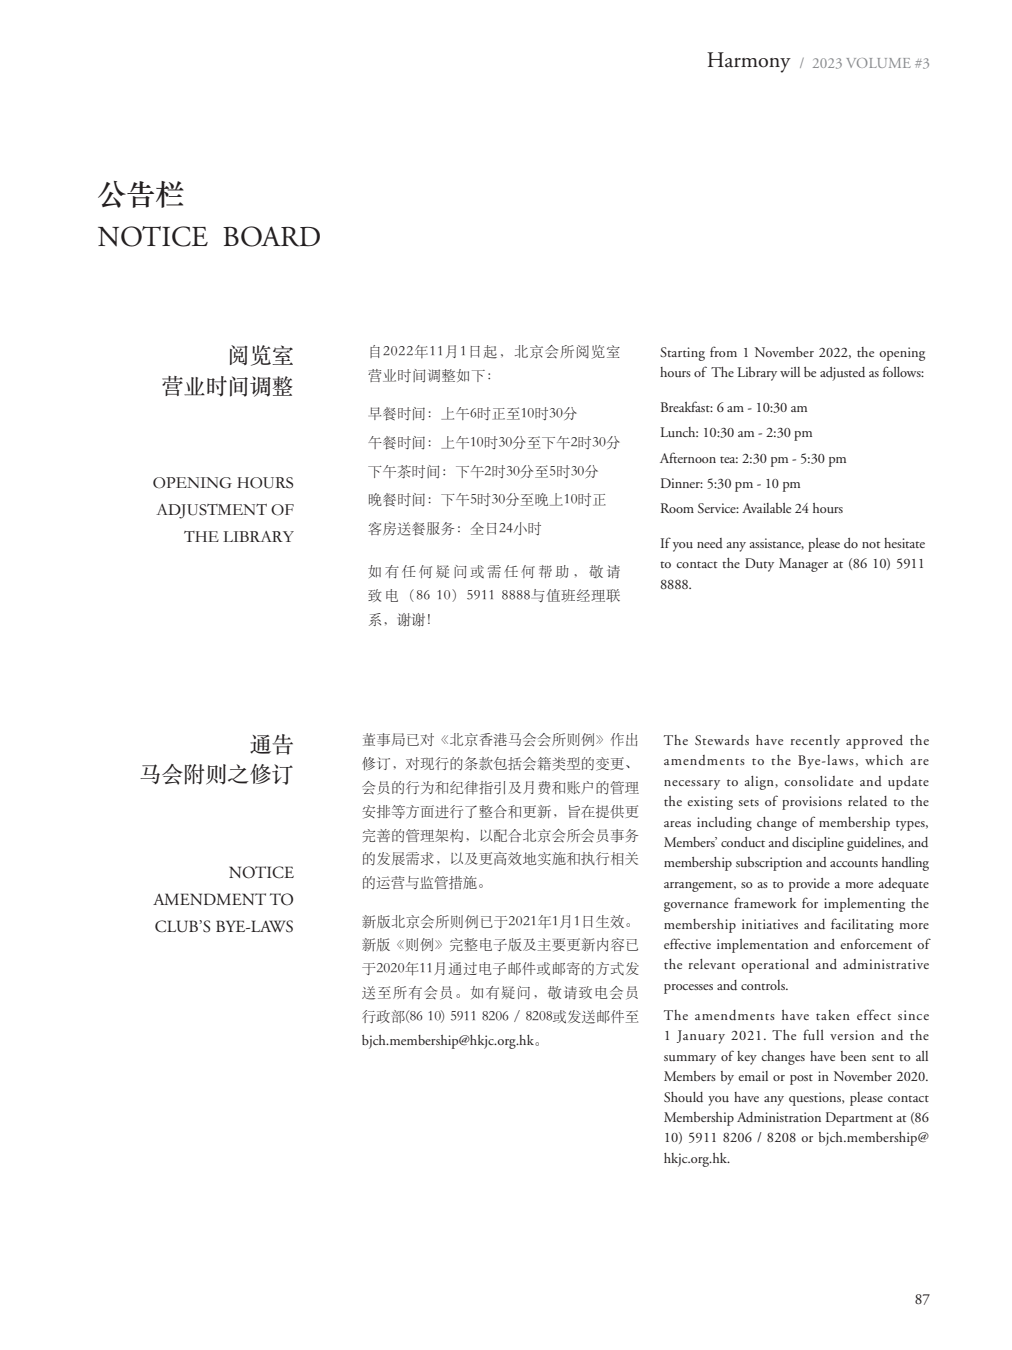 Harmony / 2023 VOLUME #3
公告栏
NOTICE BOARD
阅览室
营业时间调整
OPENING HOURS
ADJUSTMENT OF
THE LIBRARY
自2022年11月1日起，北京会所阅览室
营业时间调整如下：
早餐时间：上午6时正至10时30分
午餐时间：上午10时30分至下午2时30分
下午茶时间：下午2时30分至5时30分
晚餐时间：下午5时30分至晚上10时正
客房送餐服务：全日24小时
如有任何疑问或需任何帮助，敬请
致电（86 10）5911 8888与值班经理联
系，谢谢！
Starting from 1 November 2022, the opening
hours of The Library will be adjusted as follows:
Breakfast: 6 am - 10:30 am
Lunch: 10:30 am - 2:30 pm
Afternoon tea: 2:30 pm - 5:30 pm
Dinner: 5:30 pm - 10 pm
Room Service: Available 24 hours
If you need any assistance, please do not hesitate
to contact the Duty Manager at (86 10) 5911
8888.
通告
马会附则之修订
NOTICE
AMENDMENT TO
CLUB'S BYE-LAWS
董事局已对《北京香港马会会所则例》作出
修订，对现行的条款包括会籍类型的变更、
会员的行为和纪律指引及月费和账户的管理
安排等方面进行了整合和更新，旨在提供更
完善的管理架构，以配合北京会所会员事务
的发展需求，以及更高效地实施和执行相关
的运营与监管措施。
新版北京会所则例已于2021年1月1日生效。
新版《则例》完整电子版及主要更新内容已
于2020年11月通过电子邮件或邮寄的方式发
送至所有会员。如有疑问，敬请致电会员
行政部(86 10) 5911 8206 / 8208或发送邮件至
bjch.membership@hkjc.org.hk。
The Stewards have recently approved the
amendments to the Bye-laws, which are
necessary to align, consolidate and update
the existing sets of provisions related to the
areas including change of membership types,
Members' conduct and discipline guidelines, and
membership subscription and accounts handling
arrangement, so as to provide a more adequate
governance framework for implementing the
membership initiatives and facilitating more
effective implementation and enforcement of
the relevant operational and administrative
processes and controls.
The amendments have taken effect since
1 January 2021. The full version and the
summary of key changes have been sent to all
Members by email or post in November 2020.
Should you have any questions, please contact
Membership Administration Department at (86
10) 5911 8206 / 8208 or bjch.membership@
hkjc.org.hk.
87